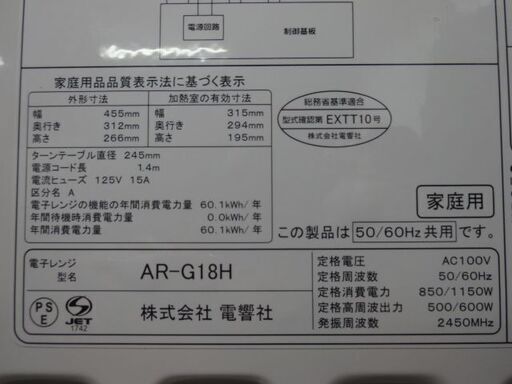 電源回路
制御基板
家庭用品品質表示法に基づく表示
外形寸法 加熱室の有効寸法
幅 455mm 幅 315mm
奥行き 312mm 奥行き 294mm
高さ 266mm 高さ 195mm
ターンテーブル直径 245mm
電源コード長 1.4m
電流ヒューズ 125V 15A
区分名 A
電子レンジの機能の年間消費電力量 60.1kWh/年
年間待機時消費電力量 0.0kWh/年
年間消費電力量 60.1kWh/年
総務省基準適合
型式確認第 EXTT10号
株式会社電響社
家庭用
この製品は 50/60Hz共用 です。
電子レンジ
型名 AR-G18H
PS
E
JET
1742
株式会社 電響社
定格電圧 AC100V
定格周波数 50/60Hz
定格消費電力 850/1150W
定格高周波出力 500/600W
発振周波数 2450MHz